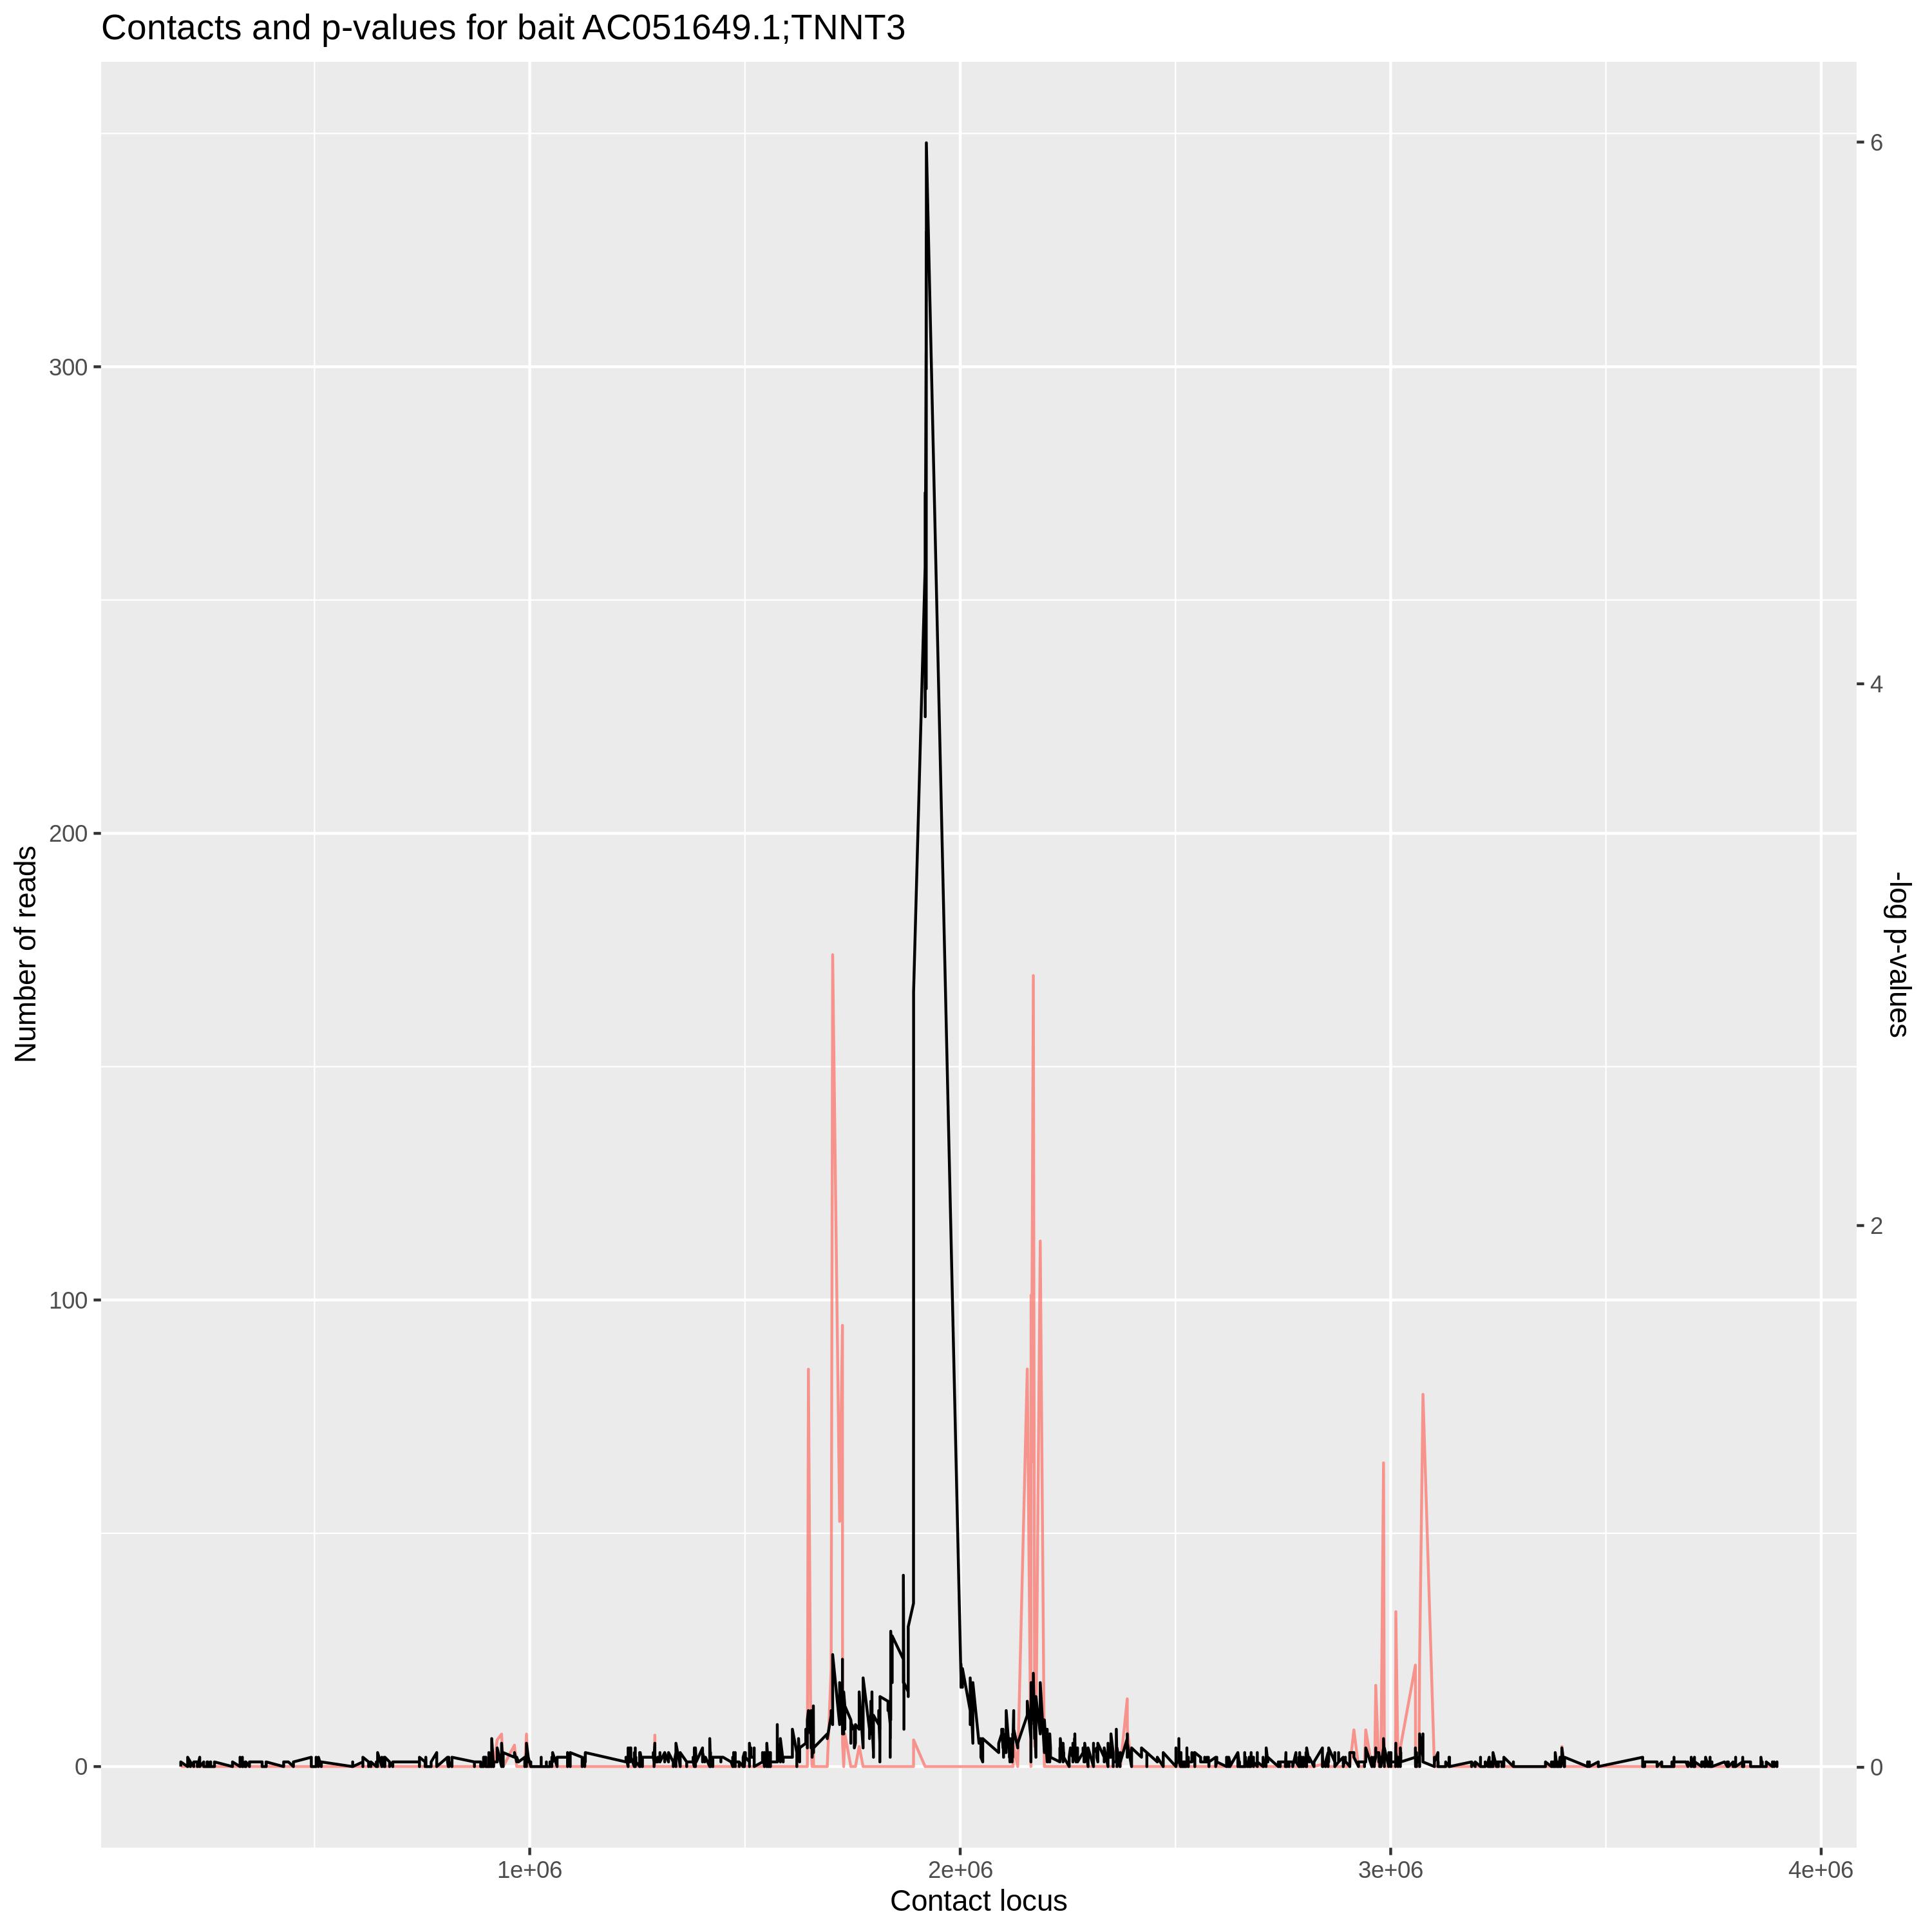 Contacts and p-values for bait AC051649.1;TNNT3
Number of reads
300
200
100
0
6
4
2
0
-log p-values
1e+06
2e+06
3e+06
4e+06
Contact locus